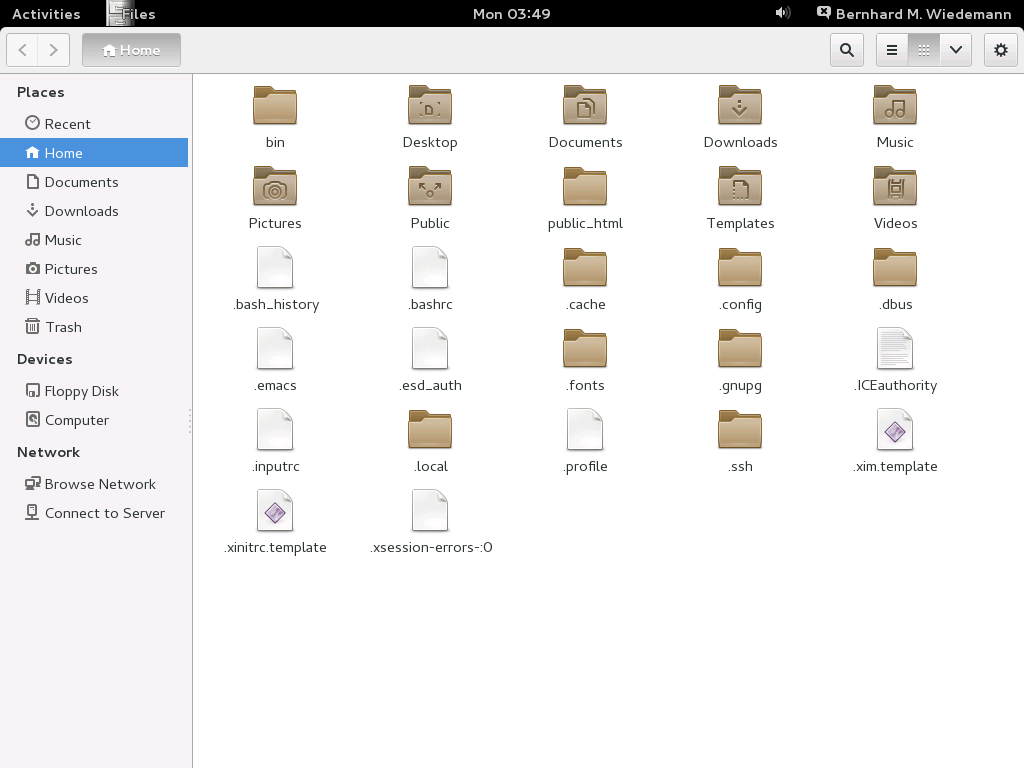 Activities Files Mon 03:49 Bernhard M. Wiedemann
Home
Places
Recent
Home
Documents
Downloads
Music
Pictures
Videos
Trash
Devices
Floppy Disk
Computer
Network
Browse Network
Connect to Server
bin Desktop Documents Downloads Music
Pictures Public public_html Templates Videos
.bash_history .bashrc .cache .config .dbus
.emacs .esd_auth .fonts .gnupg .ICEauthority
.inputrc .local .profile .ssh .xim.template
.xinitrc.template .xsession-errors-:0